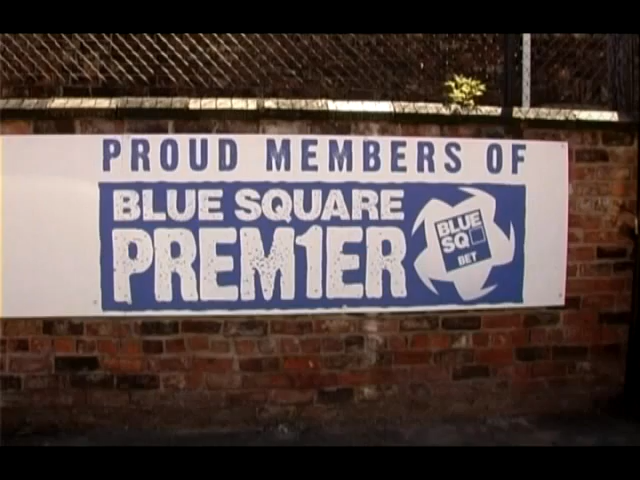 PROUD MEMBERS OF
BLUE SQUARE
PREM1ER
BLUE
SQ
BET